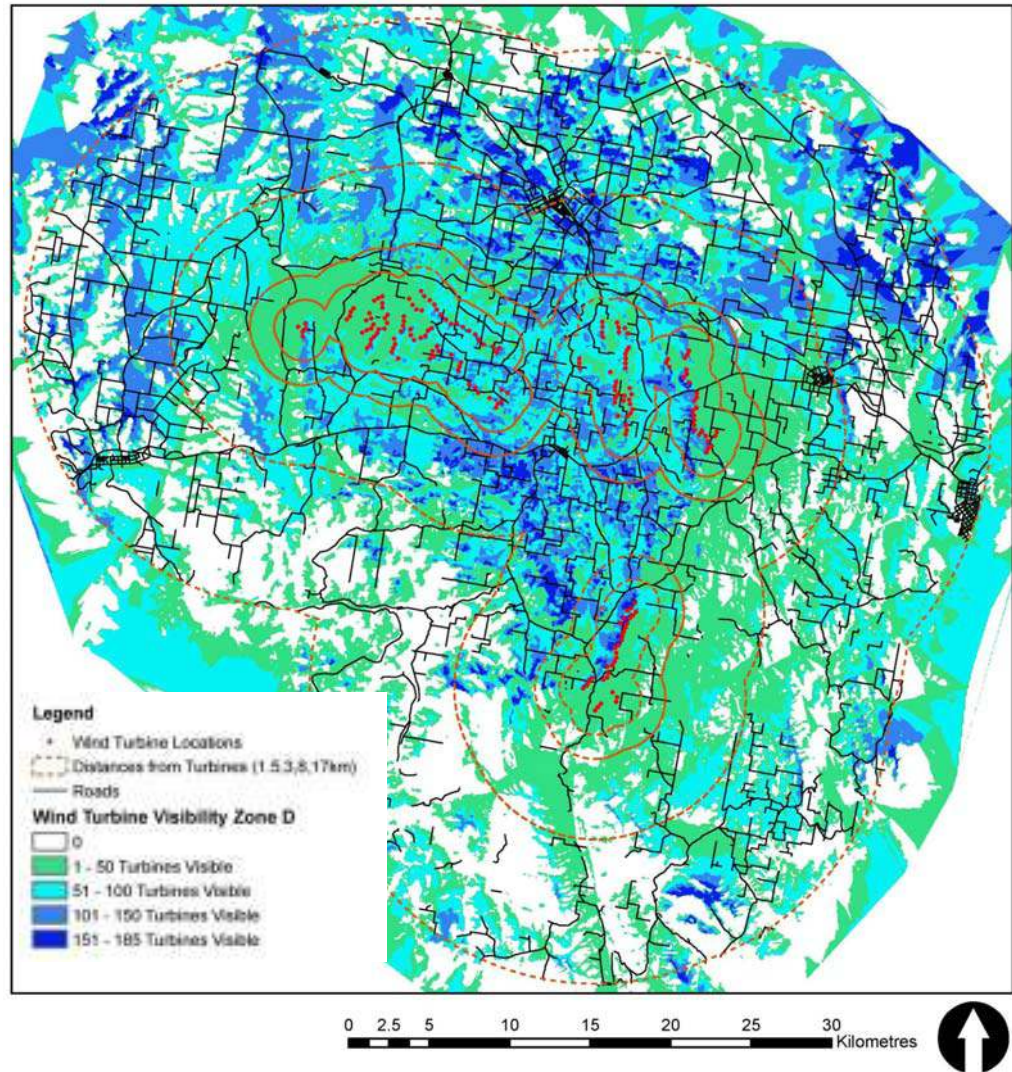 Legend
Wind Turbine Locations
Distances from Turbines (1.5,3,8,17km)
Roads
Wind Turbine Visibility Zone D
0
1 - 50 Turbines Visible
51 - 100 Turbines Visible
101 - 150 Turbines Visible
151 - 185 Turbines Visible
0 2.5 5 10 15 20 25 30
Kilometres